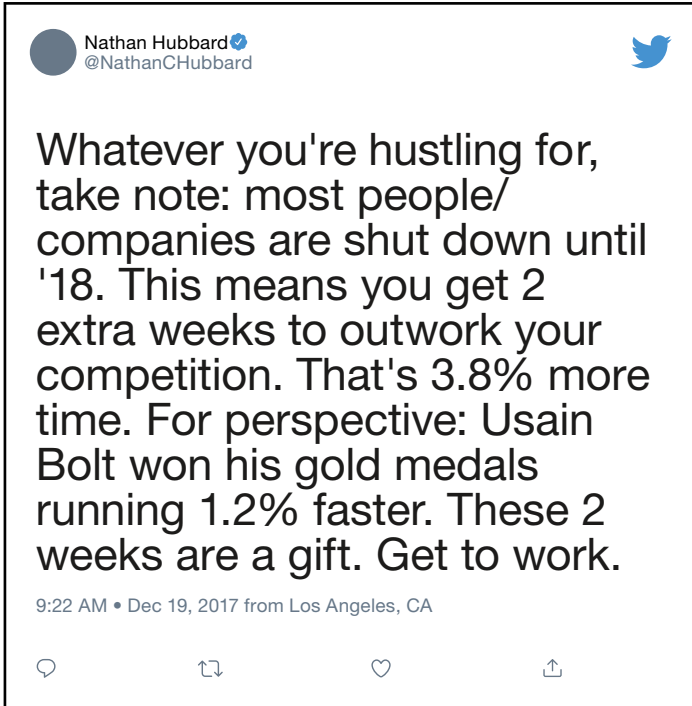 Nathan Hubbard
@NathanCHubbard
Whatever you're hustling for,
take note: most people/
companies are shut down until
'18. This means you get 2
extra weeks to outwork your
competition. That's 3.8% more
time. For perspective: Usain
Bolt won his gold medals
running 1.2% faster. These 2
weeks are a gift. Get to work.
9:22 AM • Dec 19, 2017 from Los Angeles, CA